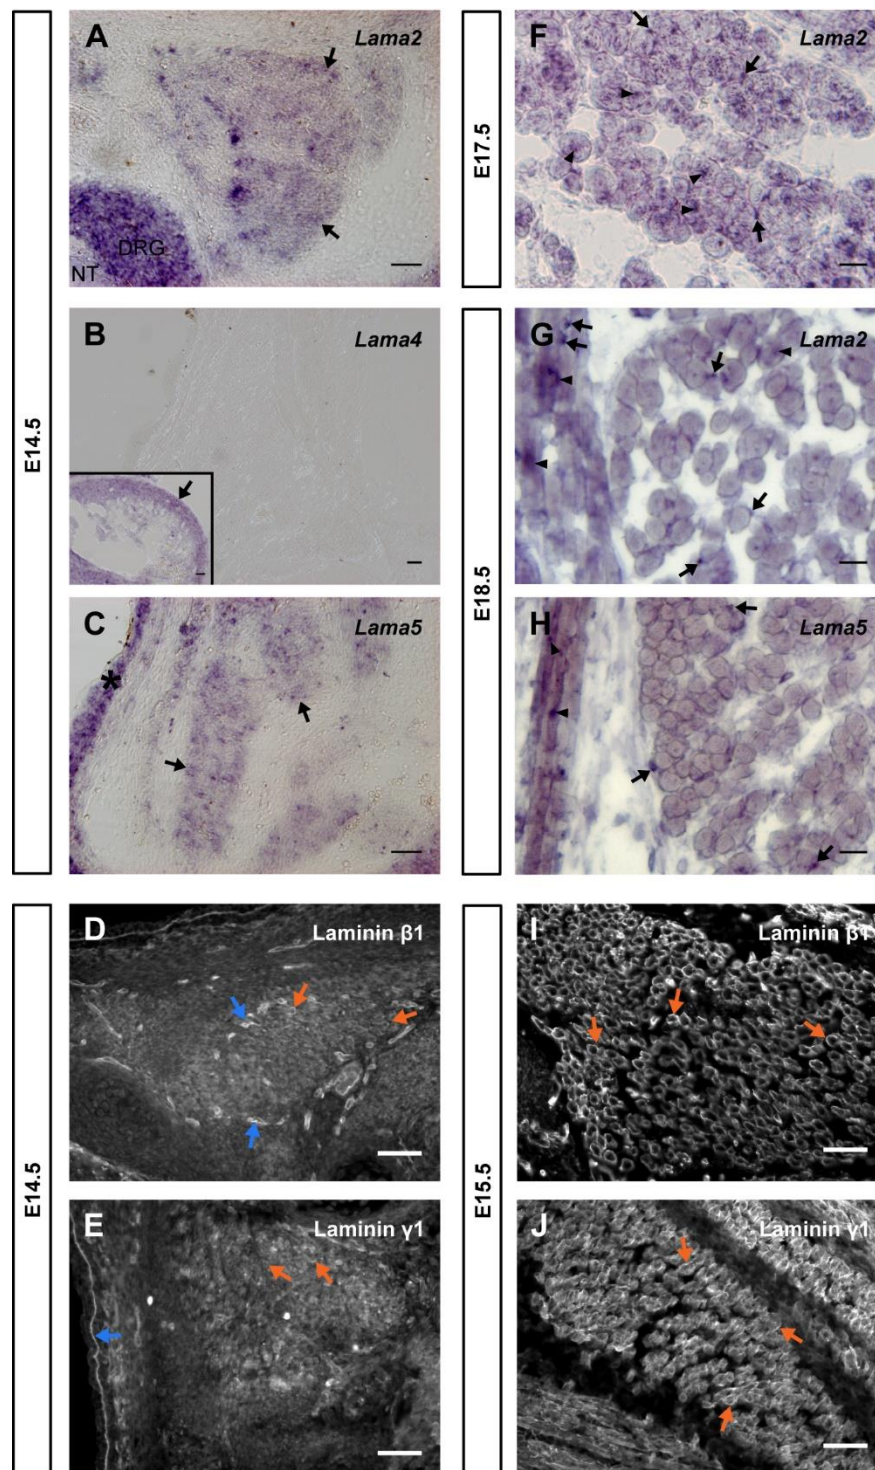 E14.5
A
Lama2
DRG
NT
B
Lama4
C
Lama5
*
E17.5
F
Lama2
E18.5
G
Lama2
H
Lama5
E14.5
D
Laminin β1
E
Laminin γ1
E15.5
I
Laminin β1
J
Laminin γ1